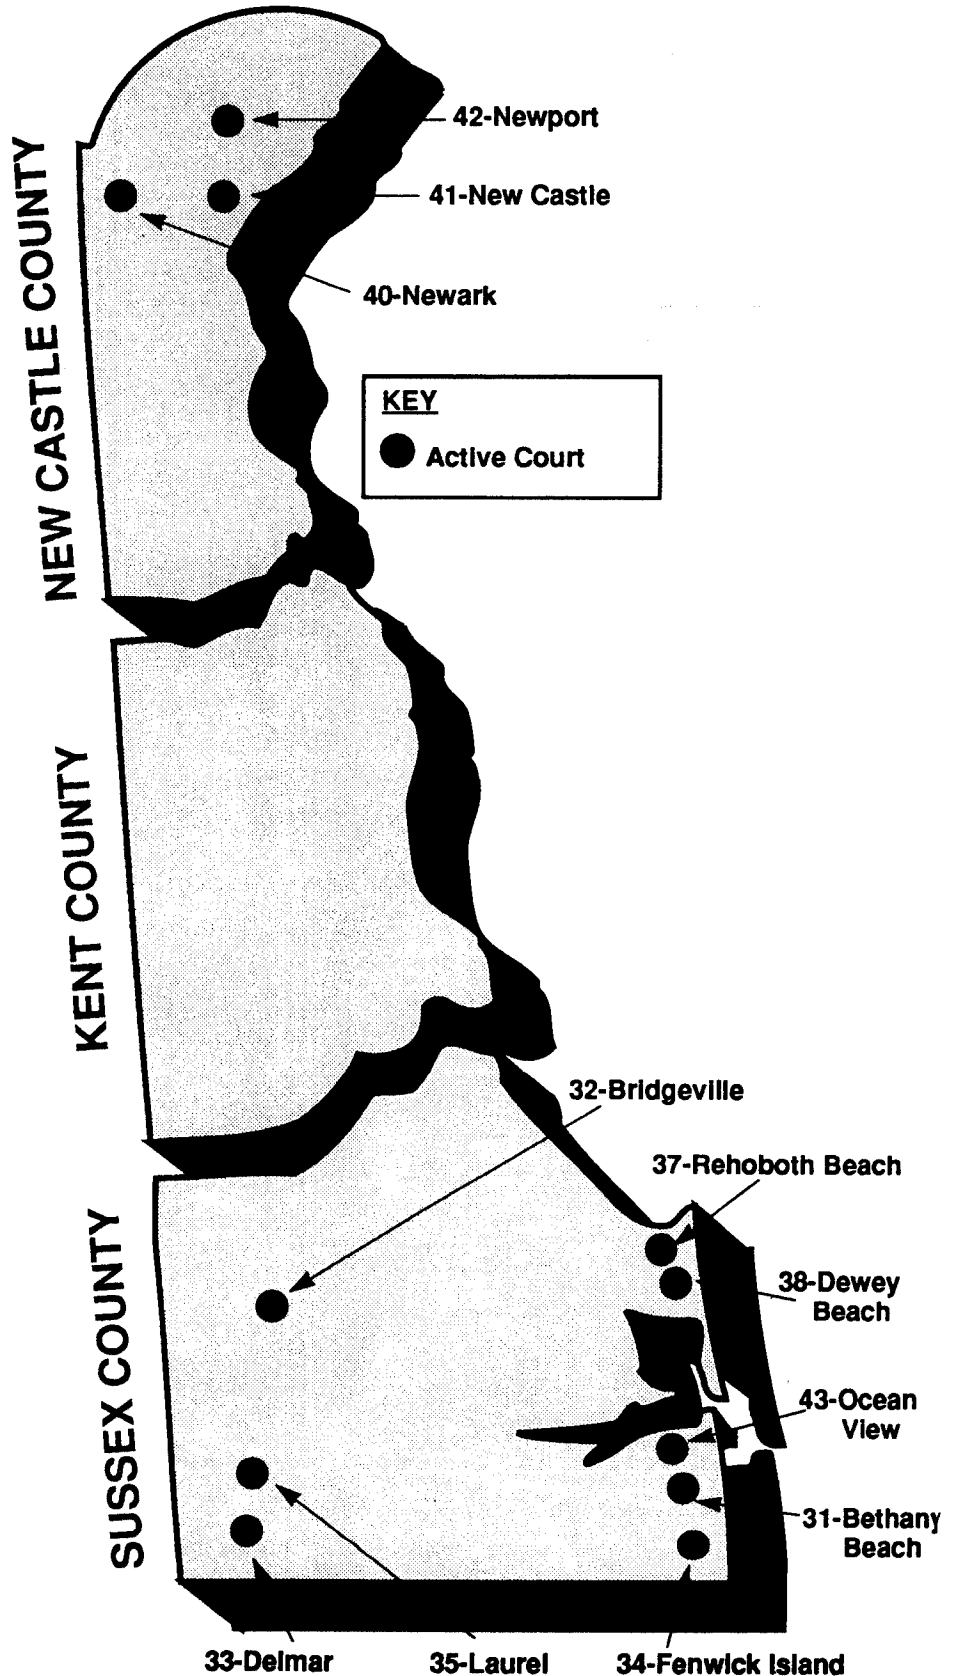 42-Newport
41-New Castle
40-Newark
NEW CASTLE COUNTY
KEY
Active Court
KENT COUNTY
32-Bridgeville
37-Rehoboth Beach
38-Dewey
Beach
43-Ocean
View
SUSSEX COUNTY
31-Bethany
Beach
33-Delmar
35-Laurel
34-Fenwick Island